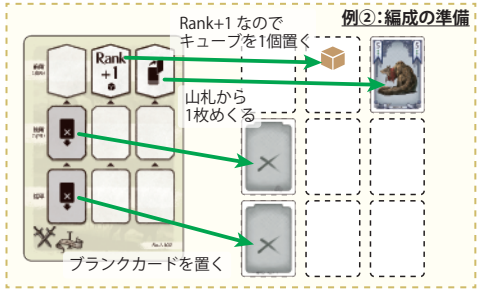 例②：編成の準備
Rank+1 なので
キューブを1個置く
Rank
+1
山札から
1枚めくる
ブランクカードを置く